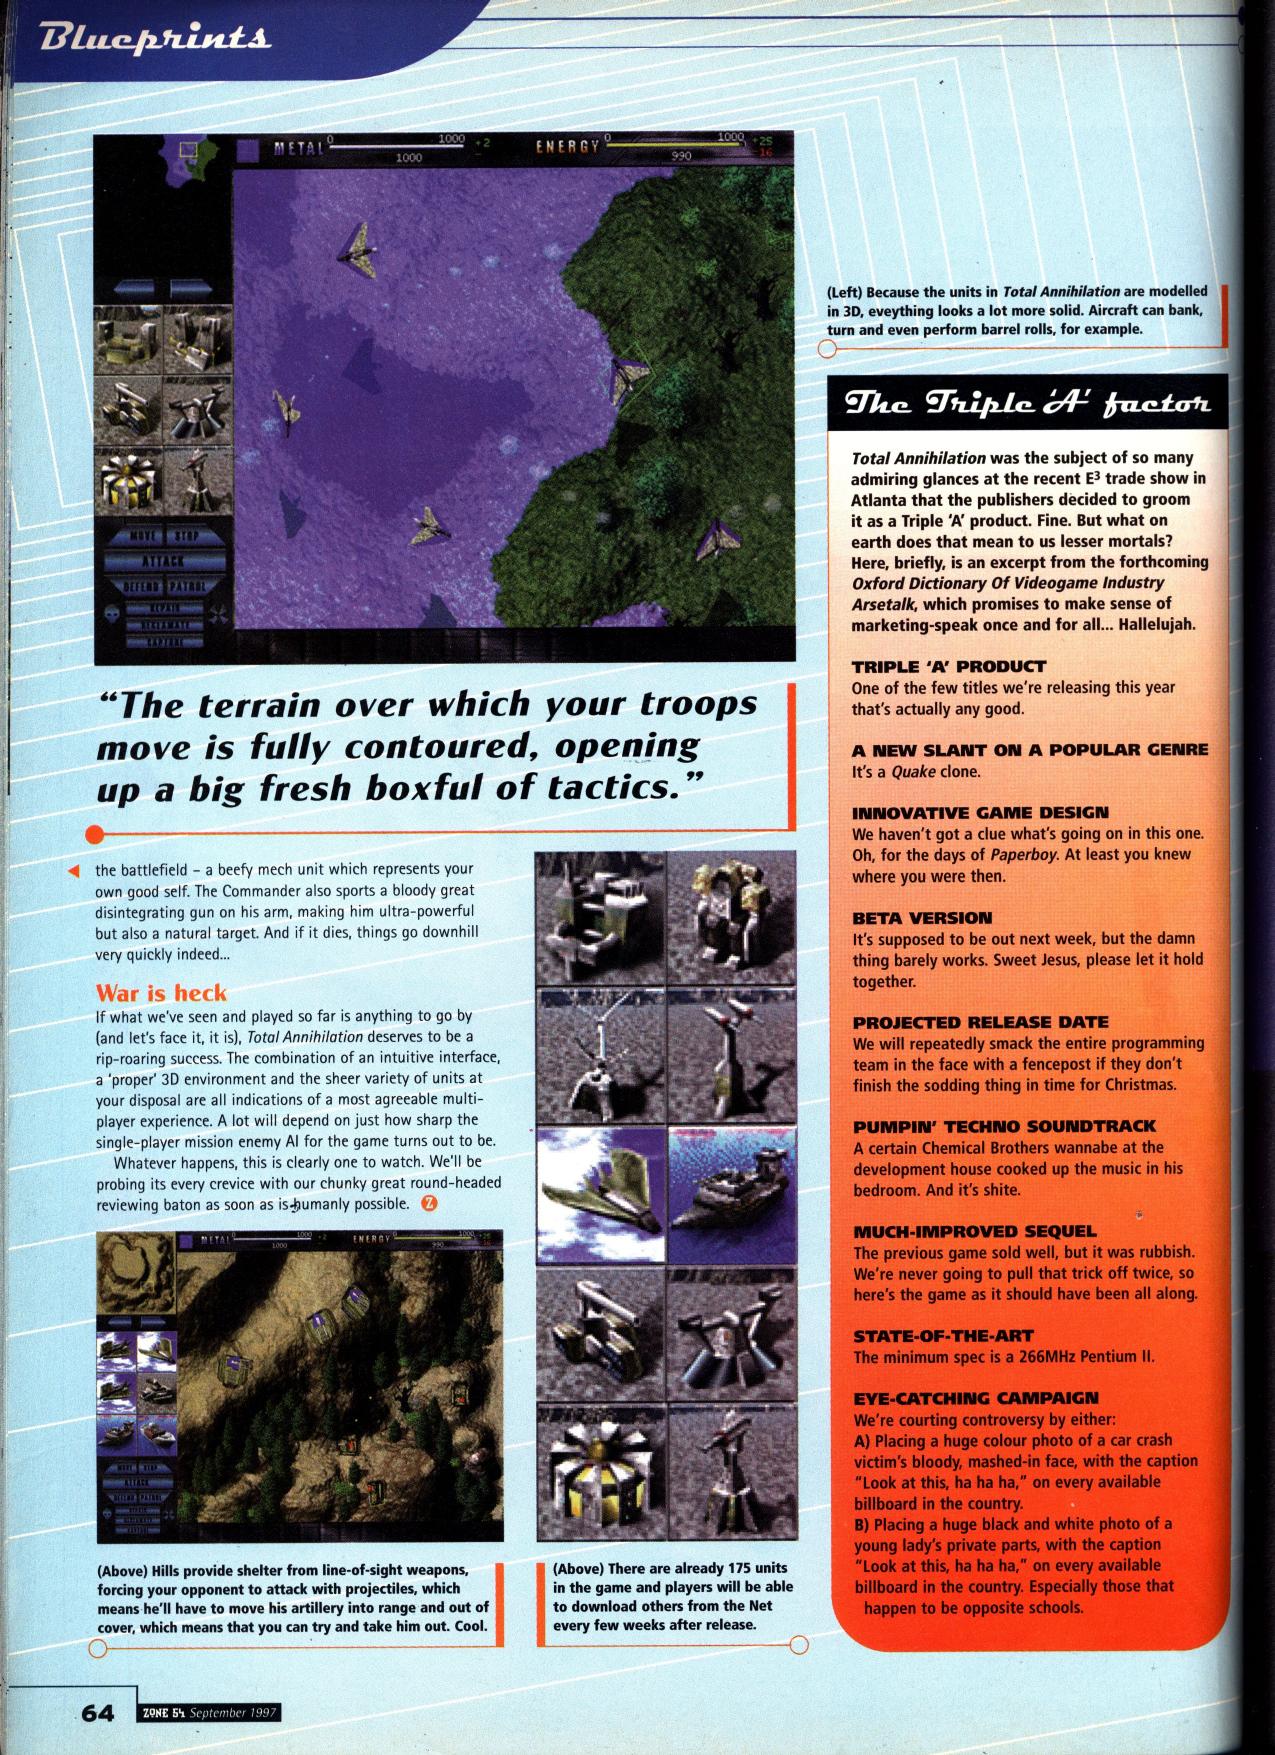 Blueprints
METAL 0 1000 +2
1000
ENERGY 0 1000 +25
990 -16
MOVE STOP
ATTACK
DEFEND PATROL
REPAIR
RECLAMATE
CAPTURE
(Left) Because the units in Total Annihilation are modelled
in 3D, eveything looks a lot more solid. Aircraft can bank,
turn and even perform barrel rolls, for example.
“The terrain over which your troops
move is fully contoured, opening
up a big fresh boxful of tactics.”
the battlefield – a beefy mech unit which represents your
own good self. The Commander also sports a bloody great
disintegrating gun on his arm, making him ultra-powerful
but also a natural target. And if it dies, things go downhill
very quickly indeed...
War is heck
If what we've seen and played so far is anything to go by
(and let's face it, it is), Total Annihilation deserves to be a
rip-roaring success. The combination of an intuitive interface,
a 'proper' 3D environment and the sheer variety of units at
your disposal are all indications of a most agreeable multi-
player experience. A lot will depend on just how sharp the
single-player mission enemy AI for the game turns out to be.
Whatever happens, this is clearly one to watch. We'll be
probing its every crevice with our chunky great round-headed
reviewing baton as soon as is humanly possible. Z
METAL 0 1000 +2
1000
ENERGY 0 1000
990
MOVE STOP
ATTACK
DEFEND PATROL
REPAIR
RECLAMATE
CAPTURE
(Above) Hills provide shelter from line-of-sight weapons,
forcing your opponent to attack with projectiles, which
means he'll have to move his artillery into range and out of
cover, which means that you can try and take him out. Cool.
(Above) There are already 175 units
in the game and players will be able
to download others from the Net
every few weeks after release.
The Triple 'A' factor
Total Annihilation was the subject of so many
admiring glances at the recent E³ trade show in
Atlanta that the publishers decided to groom
it as a Triple 'A' product. Fine. But what on
earth does that mean to us lesser mortals?
Here, briefly, is an excerpt from the forthcoming
Oxford Dictionary Of Videogame Industry
Arsetalk, which promises to make sense of
marketing-speak once and for all... Hallelujah.
TRIPLE 'A' PRODUCT
One of the few titles we're releasing this year
that's actually any good.
A NEW SLANT ON A POPULAR GENRE
It's a Quake clone.
INNOVATIVE GAME DESIGN
We haven't got a clue what's going on in this one.
Oh, for the days of Paperboy. At least you knew
where you were then.
BETA VERSION
It's supposed to be out next week, but the damn
thing barely works. Sweet Jesus, please let it hold
together.
PROJECTED RELEASE DATE
We will repeatedly smack the entire programming
team in the face with a fencepost if they don't
finish the sodding thing in time for Christmas.
PUMPIN' TECHNO SOUNDTRACK
A certain Chemical Brothers wannabe at the
development house cooked up the music in his
bedroom. And it's shite.
MUCH-IMPROVED SEQUEL
The previous game sold well, but it was rubbish.
We're never going to pull that trick off twice, so
here's the game as it should have been all along.
STATE-OF-THE-ART
The minimum spec is a 266MHz Pentium II.
EYE-CATCHING CAMPAIGN
We're courting controversy by either:
A) Placing a huge colour photo of a car crash
victim's bloody, mashed-in face, with the caption
“Look at this, ha ha ha,” on every available
billboard in the country.
B) Placing a huge black and white photo of a
young lady's private parts, with the caption
“Look at this, ha ha ha,” on every available
billboard in the country. Especially those that
happen to be opposite schools.
64 ZONE 64 September 1997